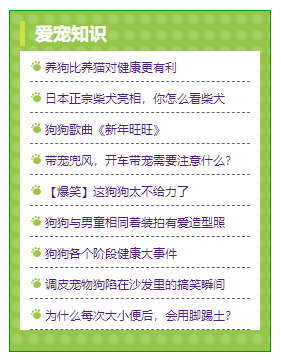 爱宠知识
养狗比养猫对健康更有利
日本正宗柴犬亮相，你怎么看柴犬
狗狗歌曲《新年旺旺》
带宠兜风，开车带宠需要注意什么？
【爆笑】这狗狗太不给力了
狗狗与男童相同着装拍有爱造型照
狗狗各个阶段健康大事件
调皮宠物狗陷在沙发里的搞笑瞬间
为什么每次大小便后，会用脚踢土？